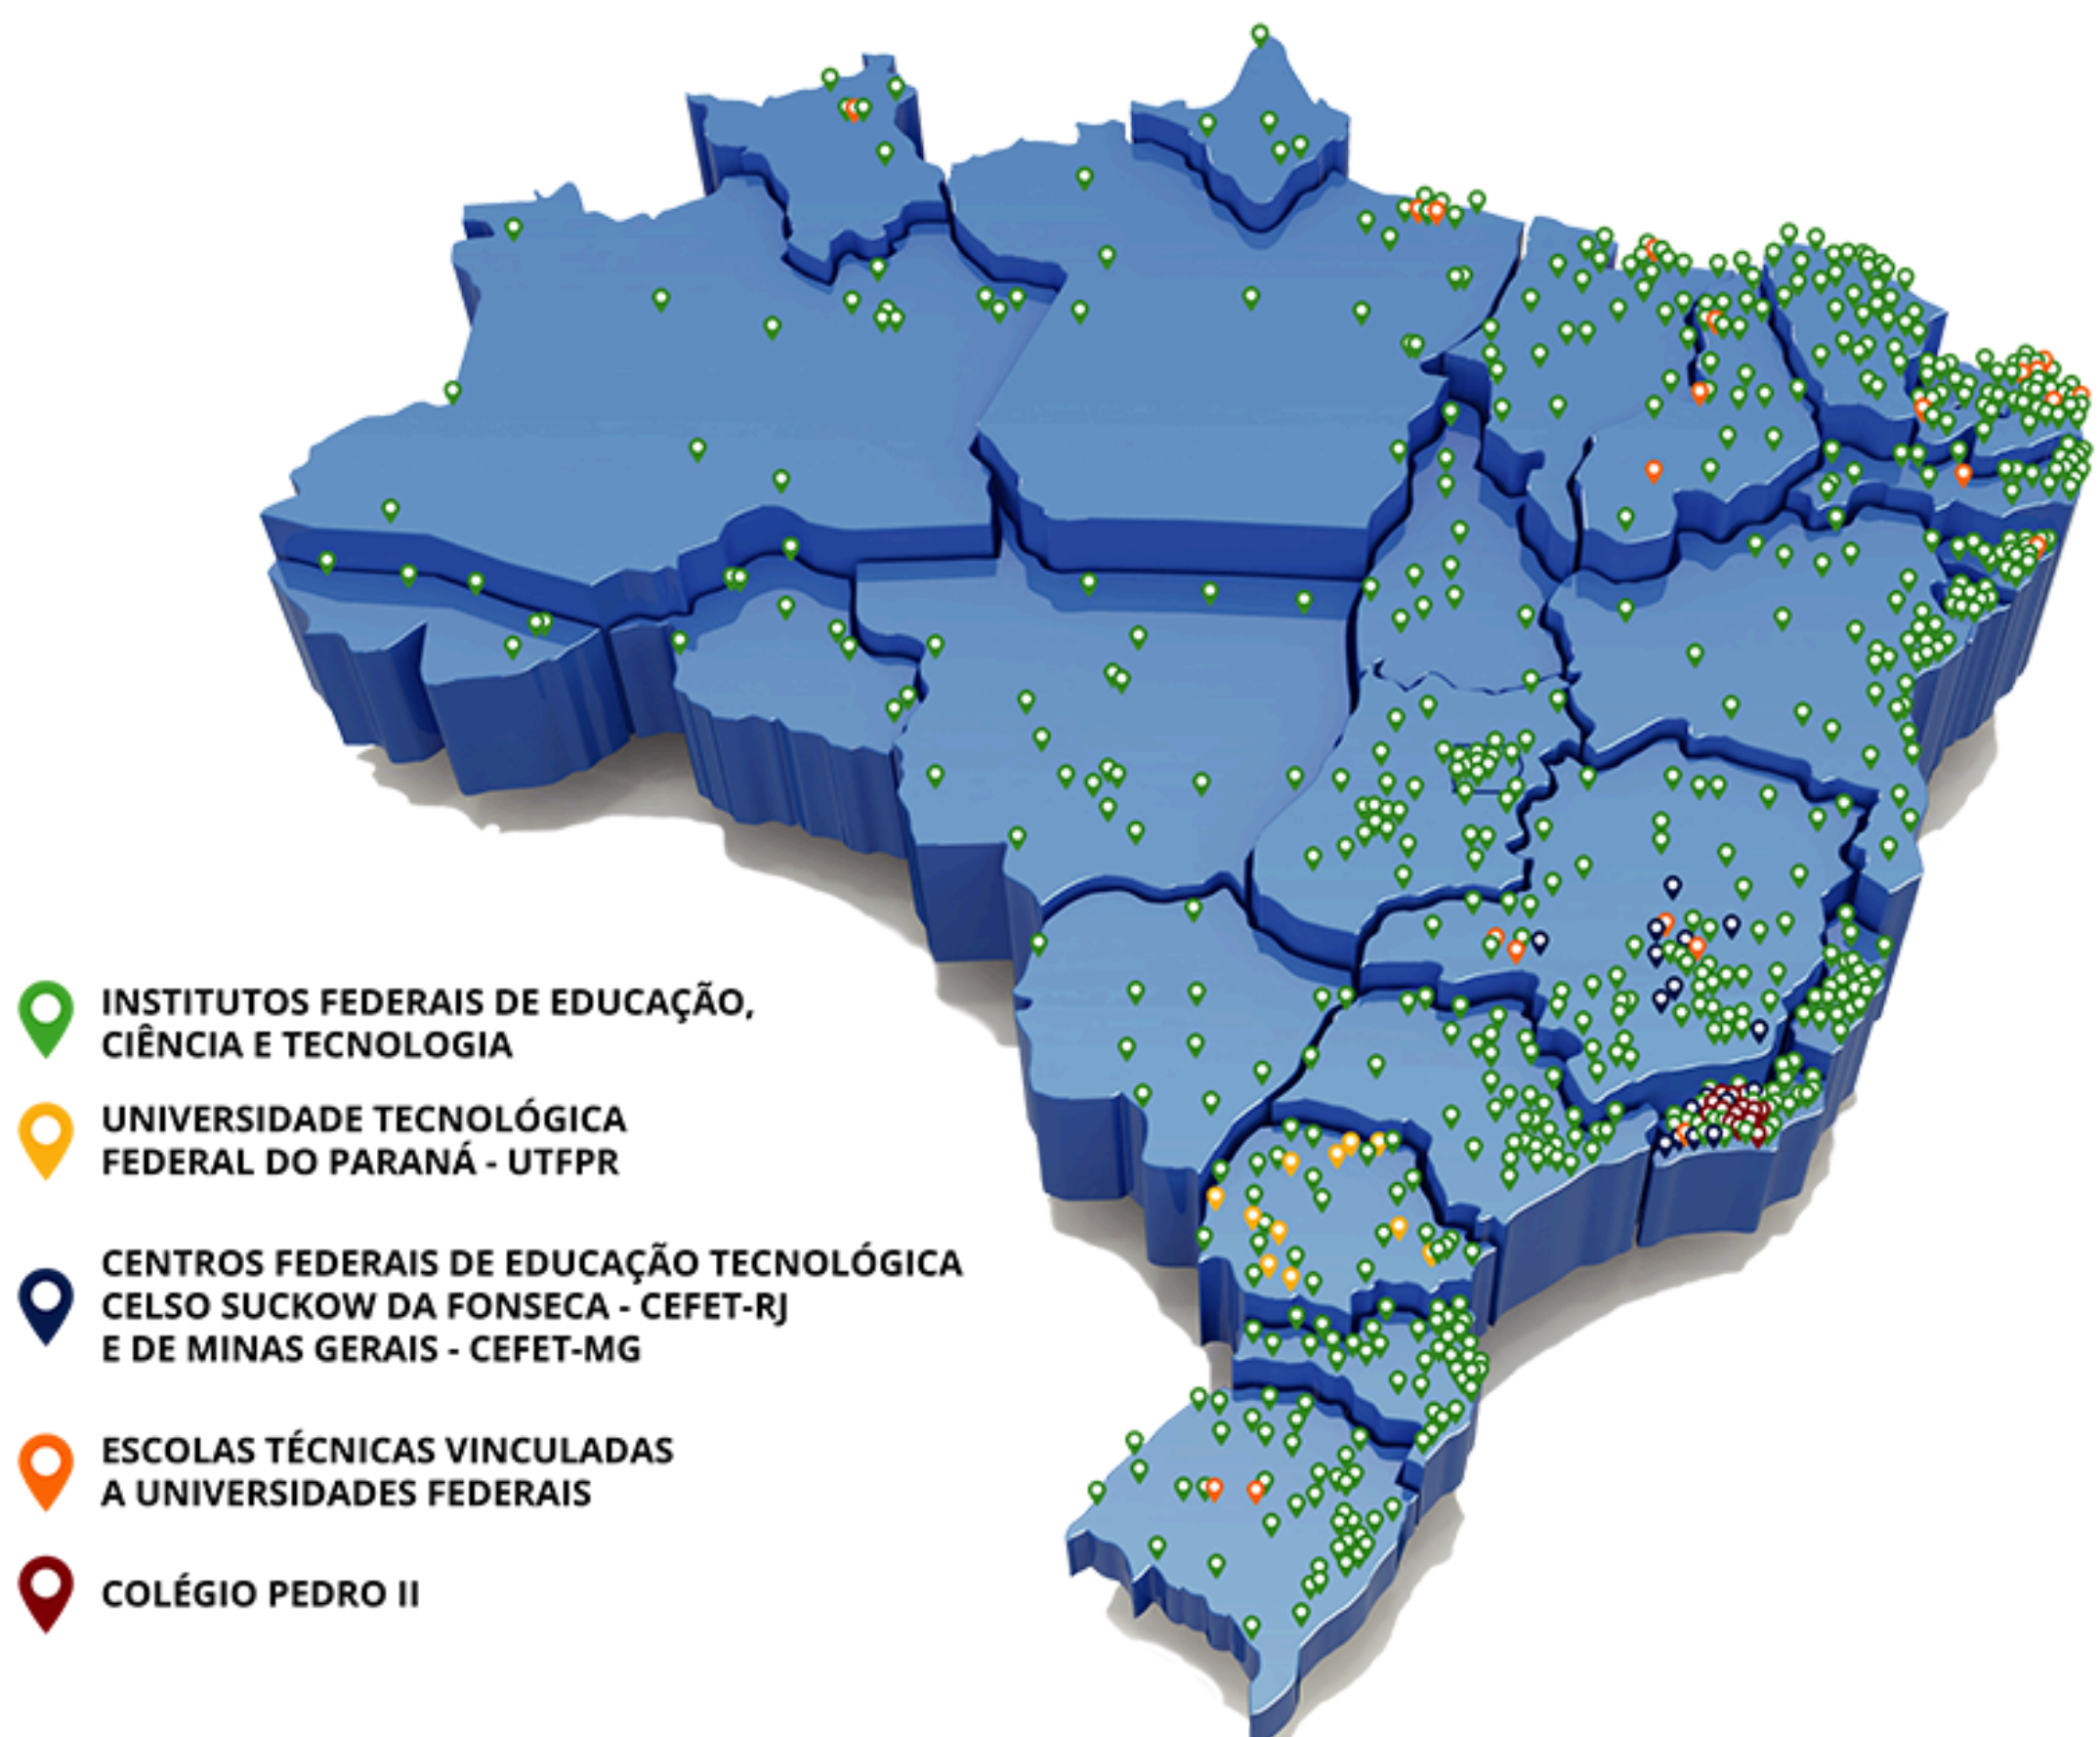 INSTITUTOS FEDERAIS DE EDUCAÇÃO,
CIÊNCIA E TECNOLOGIA
UNIVERSIDADE TECNOLÓGICA
FEDERAL DO PARANÁ - UTFPR
CENTROS FEDERAIS DE EDUCAÇÃO TECNOLÓGICA
CELSO SUCKOW DA FONSECA - CEFET-RJ
E DE MINAS GERAIS - CEFET-MG
ESCOLAS TÉCNICAS VINCULADAS
A UNIVERSIDADES FEDERAIS
COLÉGIO PEDRO II